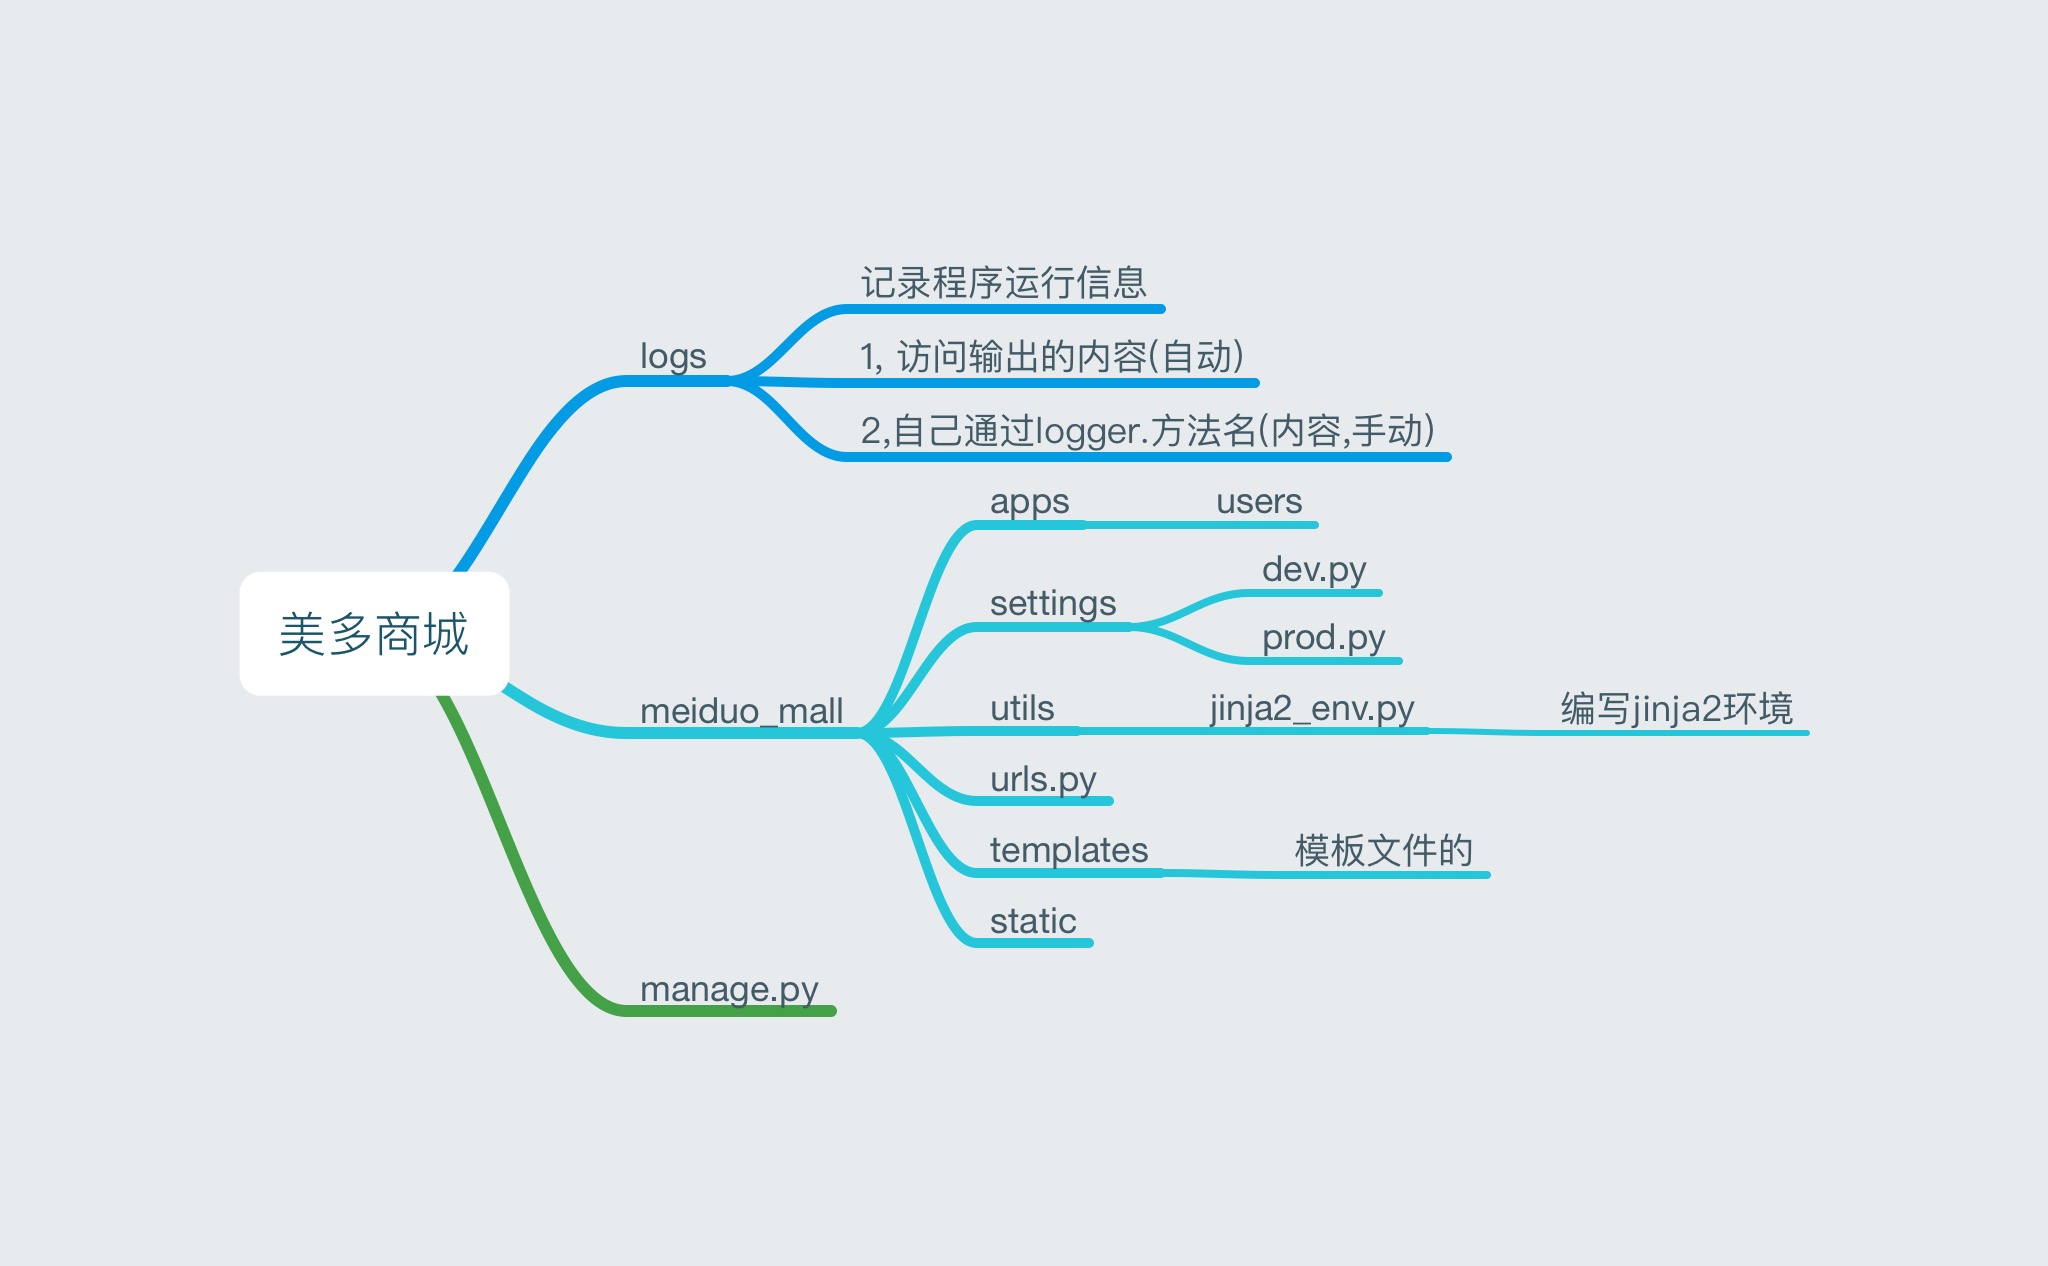 美多商城
logs
记录程序运行信息
1, 访问输出的内容(自动)
2,自己通过logger.方法名(内容,手动)
meiduo_mall
apps
users
settings
dev.py
prod.py
utils
jinja2_env.py
编写jinja2环境
urls.py
templates
模板文件的
static
manage.py